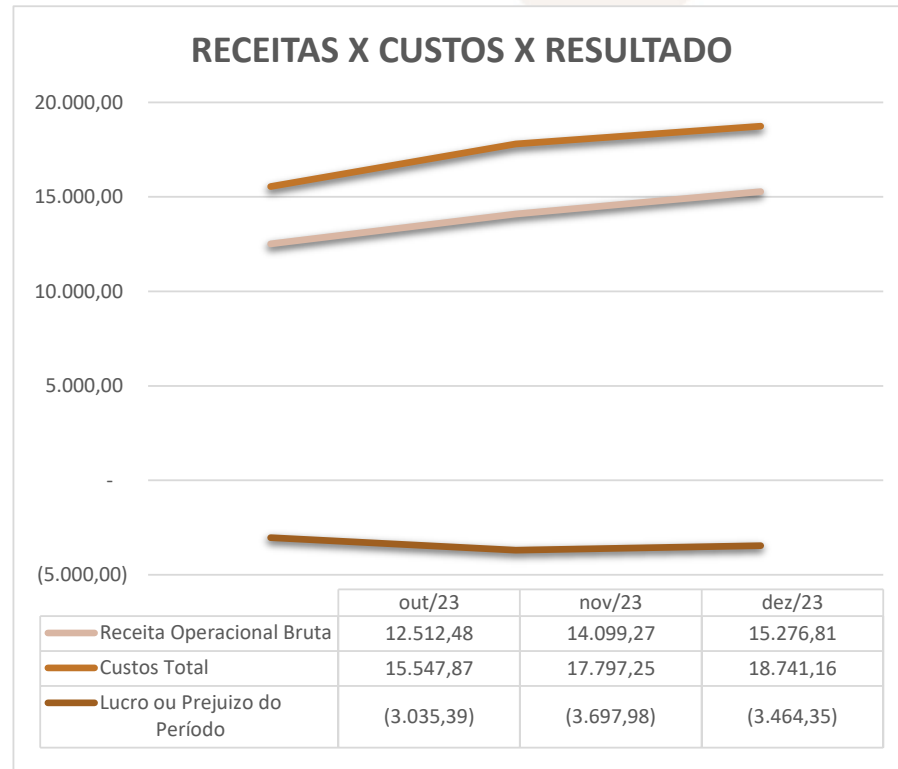 RECEITAS X CUSTOS X RESULTADO
20.000,00
15.000,00
10.000,00
5.000,00
-
(5.000,00)
out/23 nov/23 dez/23
Receita Operacional Bruta 12.512,48 14.099,27 15.276,81
Custos Total 15.547,87 17.797,25 18.741,16
Lucro ou Prejuizo do
Período (3.035,39) (3.697,98) (3.464,35)